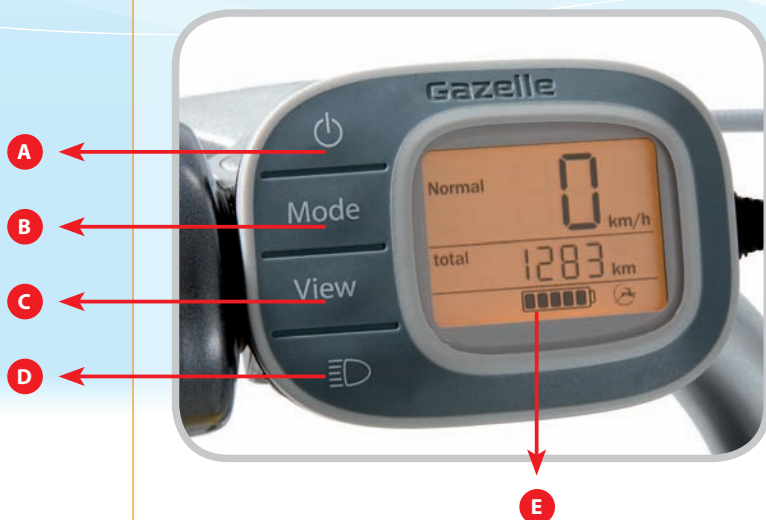 Gazelle
A
Mode
B
View
C
D
Normal
0 km/h
total 1283 km
E